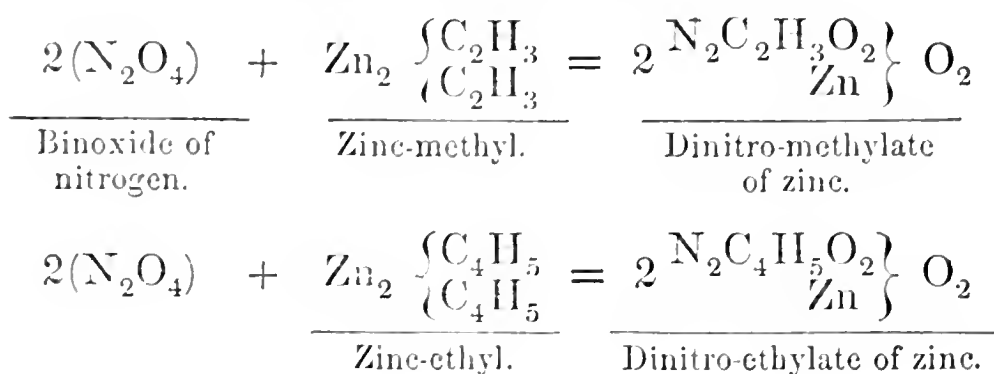 2(N₂O₄) + Zn₂ {C₂H₃ C₂H₃ = 2 N₂C₂H₃O₂ Zn} O₂
Binoxide of nitrogen. Zinc-methyl. Dinitro-methylate of zinc.
2(N₂O₄) + Zn₂ {C₄H₅ C₄H₅ = 2 N₂C₄H₅O₂ Zn} O₂
Zinc-ethyl. Dinitro-ethylate of zinc.